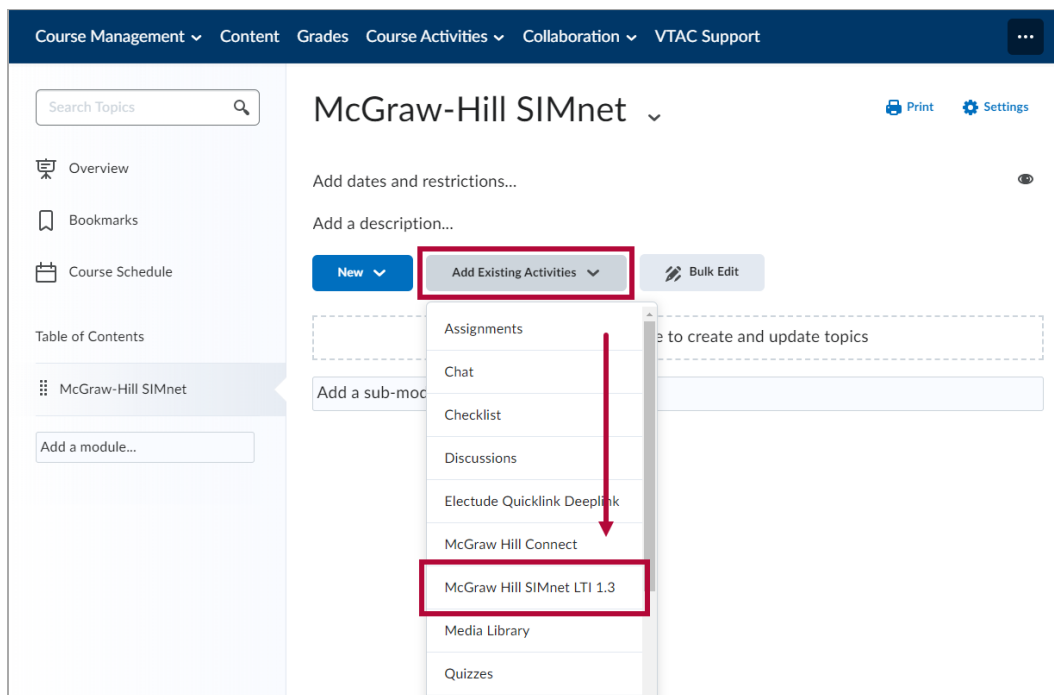 Course Management Content Grades Course Activities Collaboration VTAC Support
Search Topics
Overview
Bookmarks
Course Schedule
Table of Contents
McGraw-Hill SIMnet
Add a module...
McGraw-Hill SIMnet
Print Settings
Add dates and restrictions...
Add a description...
New Add Existing Activities Bulk Edit
e to create and update topics
Add a sub-mod
Assignments
Chat
Checklist
Discussions
Electude Quicklink Deeplink
McGraw Hill Connect
McGraw Hill SIMnet LTI 1.3
Media Library
Quizzes